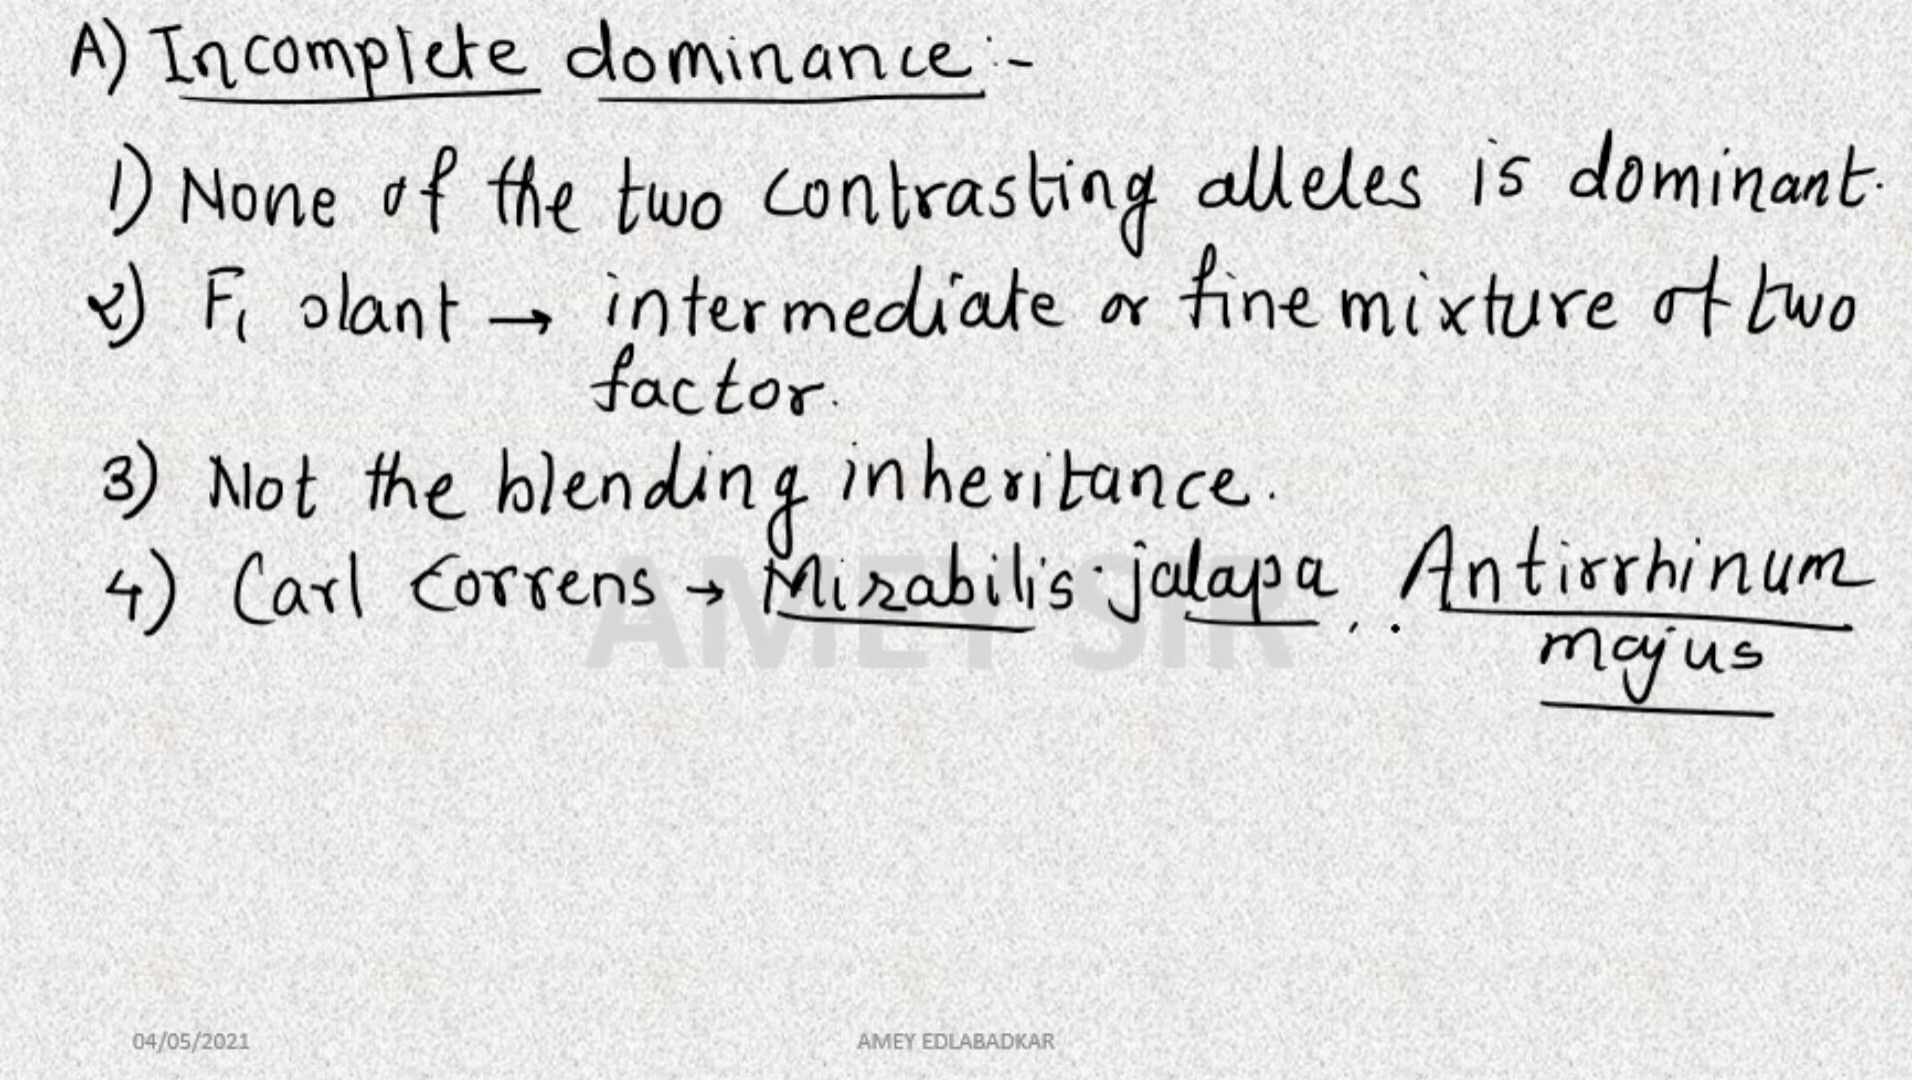 A) Incomplete dominance :-
1) None of the two contrasting alleles is dominant.
2) F₁ plant → intermediate or fine mixture of two
factor.
3) Not the blending inheritance.
4) Carl Correns → Mirabilis jalapa, . Antirrhinum
majus
AMEY SIR
04/05/2021 AMEY EDLABADKAR